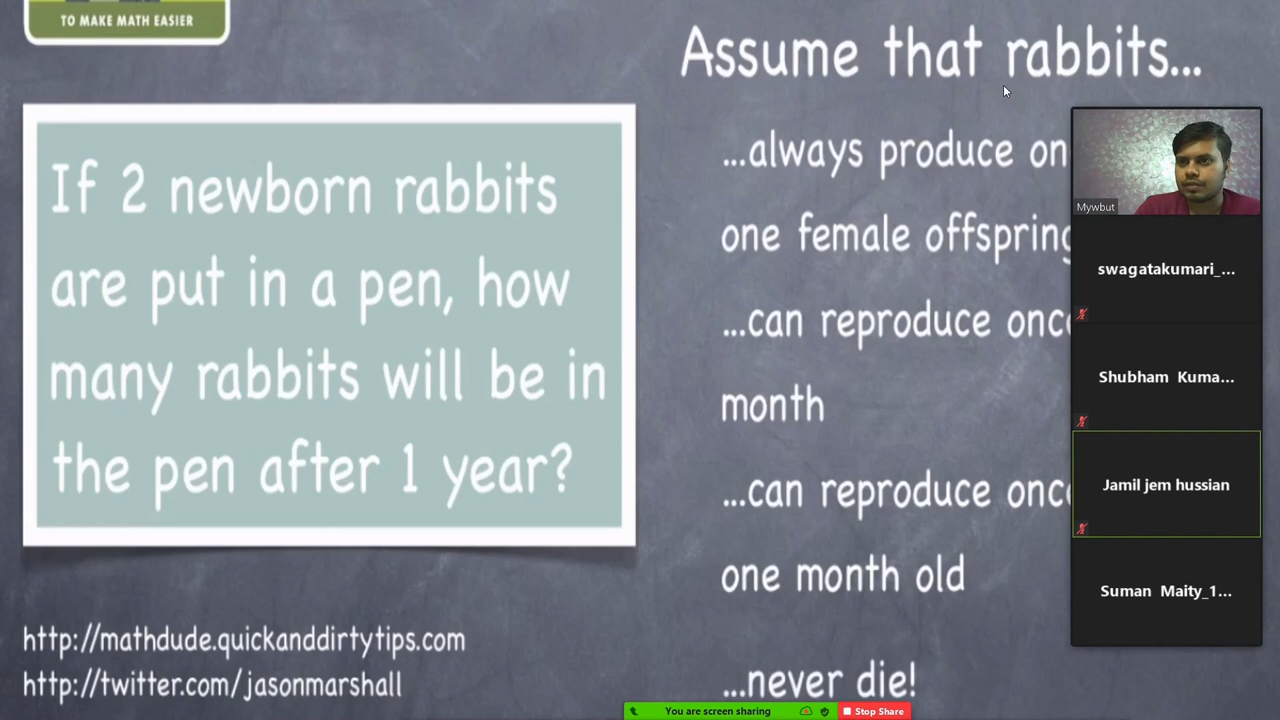 TO MAKE MATH EASIER
If 2 newborn rabbits
are put in a pen, how
many rabbits will be in
the pen after 1 year?
http://mathdude.quickanddirtytips.com
http://twitter.com/jasonmarshall
Assume that rabbits...
...always produce
one female offspring
...can reproduce once
month
...can reproduce once
one month old
...never die!
Mywbut
swagatakumari_...
Shubham Kuma...
Jamil jem hussian
Suman Maity_1...
You are screen sharing
Stop Share